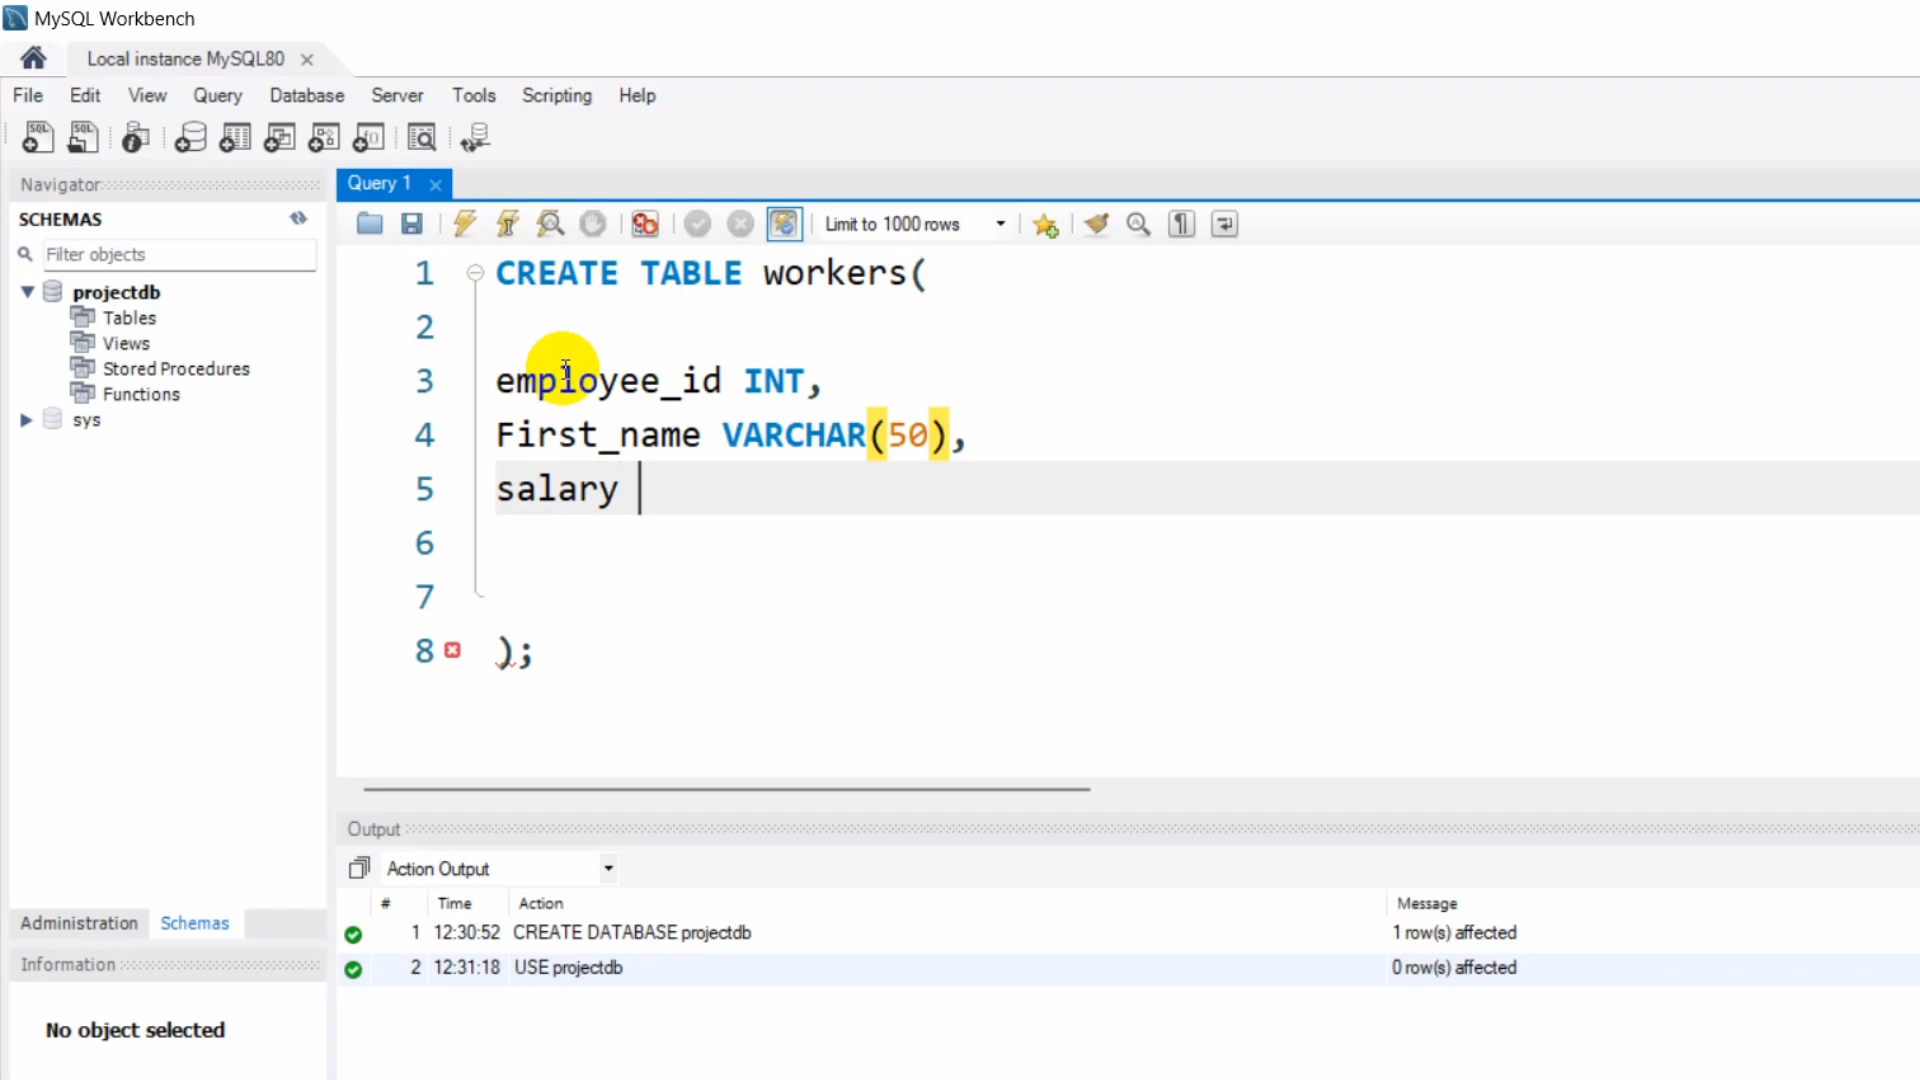 MySQL Workbench
Local instance MySQL80
File Edit View Query Database Server Tools Scripting Help
Navigator
SCHEMAS
Filter objects
projectdb
Tables
Views
Stored Procedures
Functions
sys
Administration Schemas
Information
No object selected
Query 1
Limit to 1000 rows
1 CREATE TABLE workers(
2
3 employee_id INT,
4 First_name VARCHAR(50),
5 salary
6
7
8 );
Output
Action Output
# Time Action Message
1 12:30:52 CREATE DATABASE projectdb 1 row(s) affected
2 12:31:18 USE projectdb 0 row(s) affected